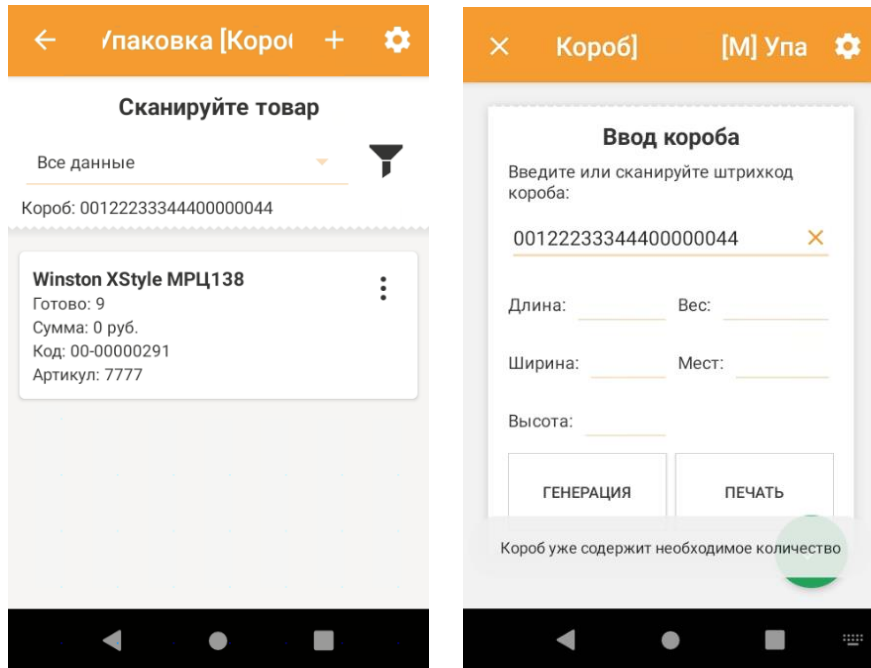 Упаковка [Короб
Сканируйте товар
Все данные
Короб: 00122233344400000044
Winston XStyle МРЦ138
Готово: 9
Сумма: 0 руб.
Код: 00-00000291
Артикул: 7777
Короб] [М] Упа
Ввод короба
Введите или сканируйте штрихкод
короба:
00122233344400000044
Длина: Вес:
Ширина: Мест:
Высота:
ГЕНЕРАЦИЯ ПЕЧАТЬ
Короб уже содержит необходимое количество